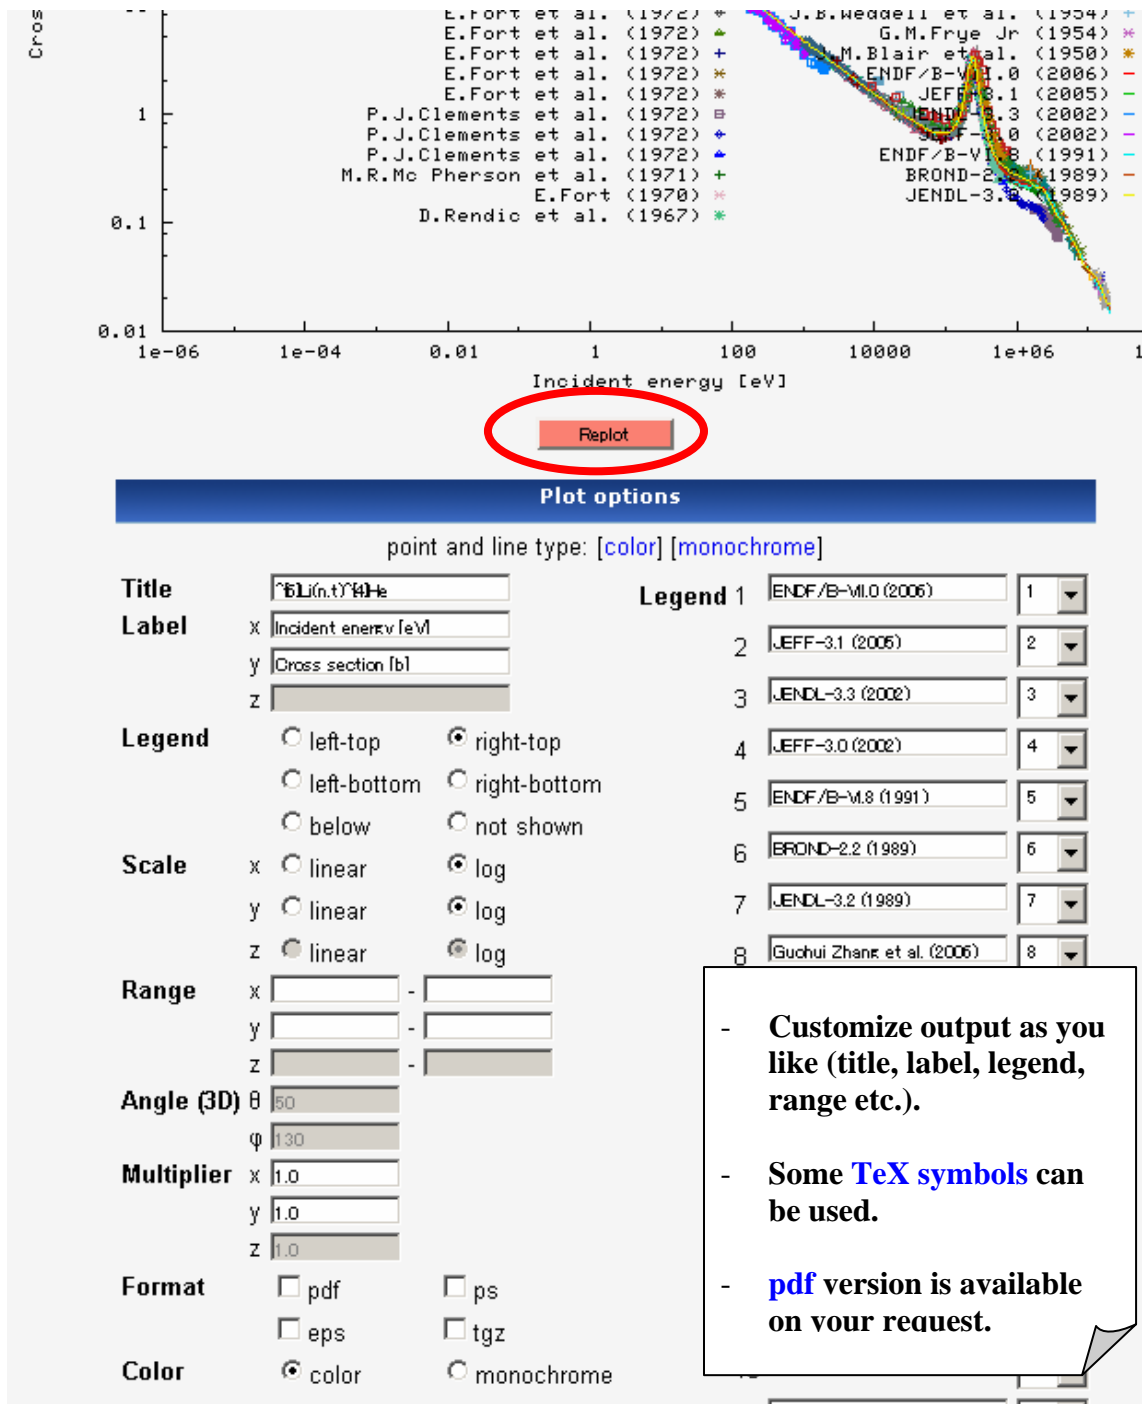 Cros
E.Fort et al. (1972)
J.B.Weddell et al. (1954)
E.Fort et al. (1972)
G.M.Frye Jr (1954)
E.Fort et al. (1972)
M.Blair et al. (1950)
E.Fort et al. (1972)
ENDF/B-VII.0 (2006)
E.Fort et al. (1972)
JEFF-3.1 (2005)
1
P.J.Clements et al. (1972)
JENDL-3.3 (2002)
P.J.Clements et al. (1972)
JEFF-3.0 (2002)
P.J.Clements et al. (1972)
ENDF/B-VI.8 (1991)
M.R.Mc Pherson et al. (1971)
BROND-2.2 (1989)
E.Fort (1970)
JENDL-3.2 (1989)
0.1
D.Rendic et al. (1967)
0.01
1e-06 1e-04 0.01 1 100 10000 1e+06 1
Incident energy [eV]
Replot
Plot options
point and line type: [color] [monochrome]
Title ^{6}Li(n,t)^{4}He
Legend 1 ENDF/B-VII.0 (2006) 1
Label x Incident energy [eV]
2 JEFF-3.1 (2005) 2
y Cross section [b]
z
3 JENDL-3.3 (2002) 3
Legend left-top right-top
4 JEFF-3.0 (2002) 4
left-bottom right-bottom
5 ENDF/B-VI.8 (1991) 5
below not shown
6 BROND-2.2 (1989) 6
Scale x linear log
7 JENDL-3.2 (1989) 7
y linear log
z linear log
8 Guohui Zhang et al. (2006) 8
Range x -
y -
z -
Angle (3D) θ 50
φ 130
Multiplier x 1.0
y 1.0
z 1.0
Format pdf ps
eps tgz
Color color monochrome
- Customize output as you
like (title, label, legend,
range etc.).
- Some TeX symbols can
be used.
- pdf version is available
on your request.